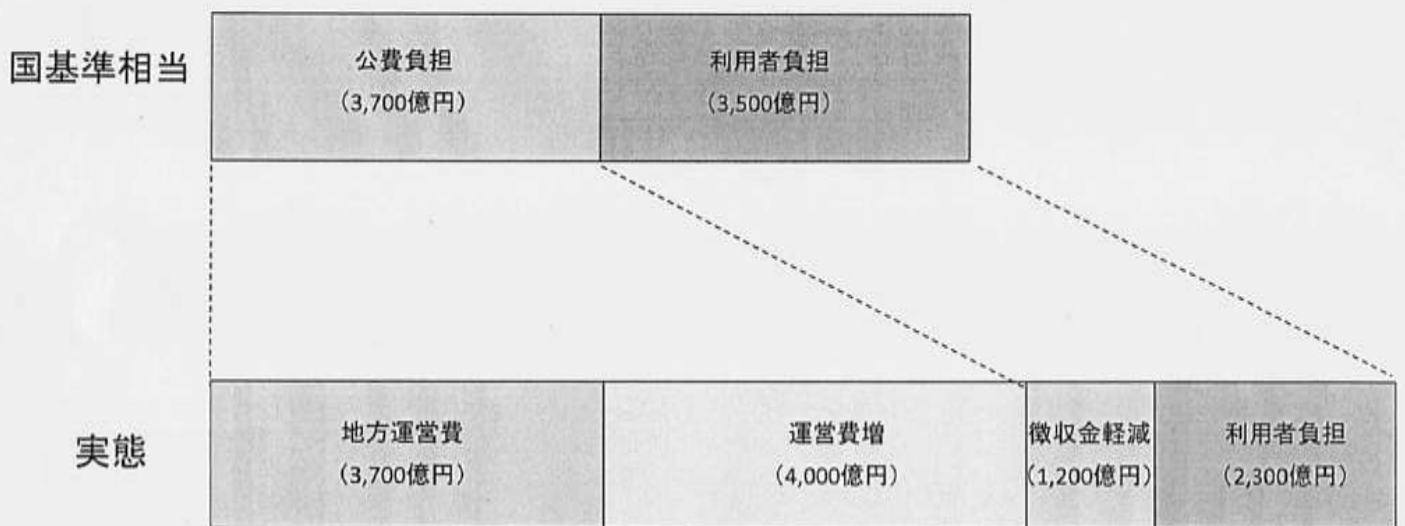 国基準相当
公費負担
（3,700億円）
利用者負担
（3,500億円）
実態
地方運営費
（3,700億円）
運営費増
（4,000億円）
徴収金軽減
（1,200億円）
利用者負担
（2,300億円）